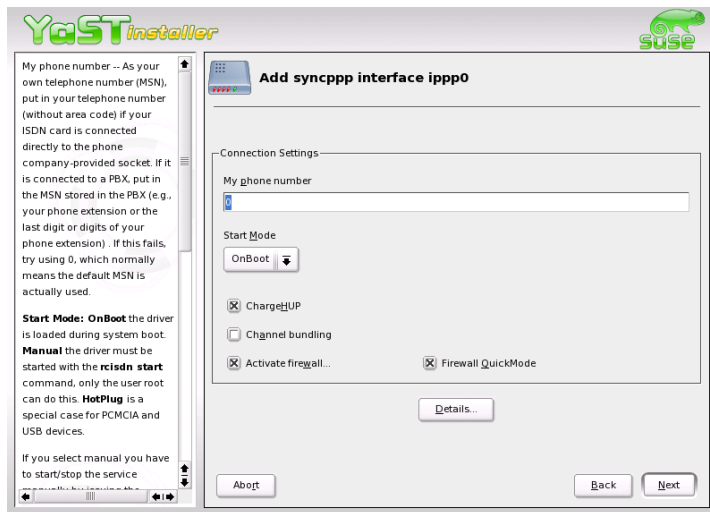 YaST installer
SUSE
My phone number -- As your
own telephone number (MSN),
put in your telephone number
(without area code) if your
ISDN card is connected
directly to the phone
company-provided socket. If it
is connected to a PBX, put in
the MSN stored in the PBX (e.g.,
your phone extension or the
last digit or digits of your
phone extension) . If this fails,
try using 0, which normally
means the default MSN is
actually used.
Start Mode: OnBoot the driver
is loaded during system boot.
Manual the driver must be
started with the rcisdn start
command, only the user root
can do this. HotPlug is a
special case for PCMCIA and
USB devices.
If you select manual you have
to start/stop the service
Add syncppp interface ippp0
Connection Settings
My phone number
0
Start Mode
OnBoot
ChargeHUP
Channel bundling
Activate firewall...
Firewall QuickMode
Details...
Abort
Back
Next